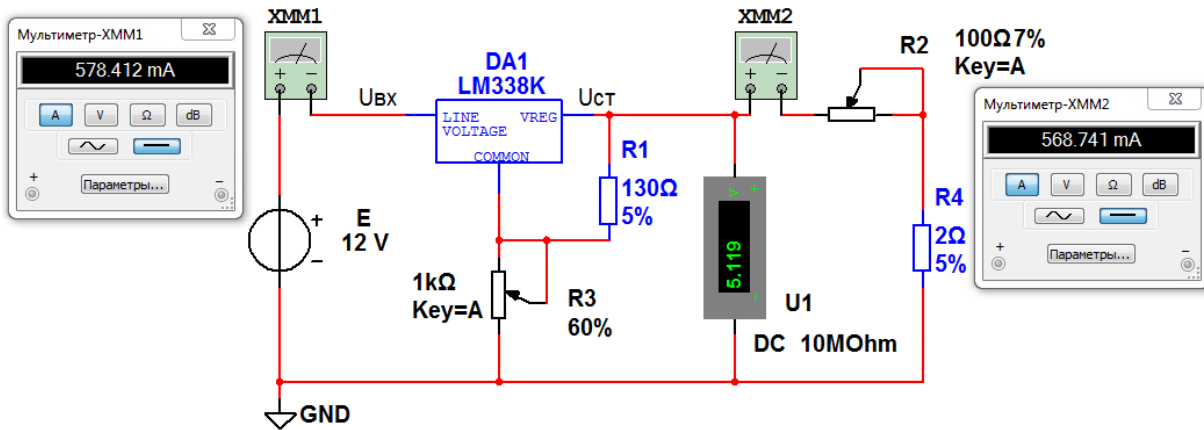 Мультиметр-XMM1
578.412 mA
A
V
Ω
dB
+
Параметры...
-
XMM1
+ -
Uвх
DA1
LM338K
LINE
VOLTAGE
VREG
COMMON
Uст
R1
130Ω
5%
E
12 V
+
-
1kΩ
Key=A
R3
60%
GND
XMM2
+ -
V
+
5.119
-
U1
DC 10MOhm
R2
100Ω 7%
Key=A
R4
2Ω
5%
Мультиметр-XMM2
568.741 mA
A
V
Ω
dB
+
Параметры...
-